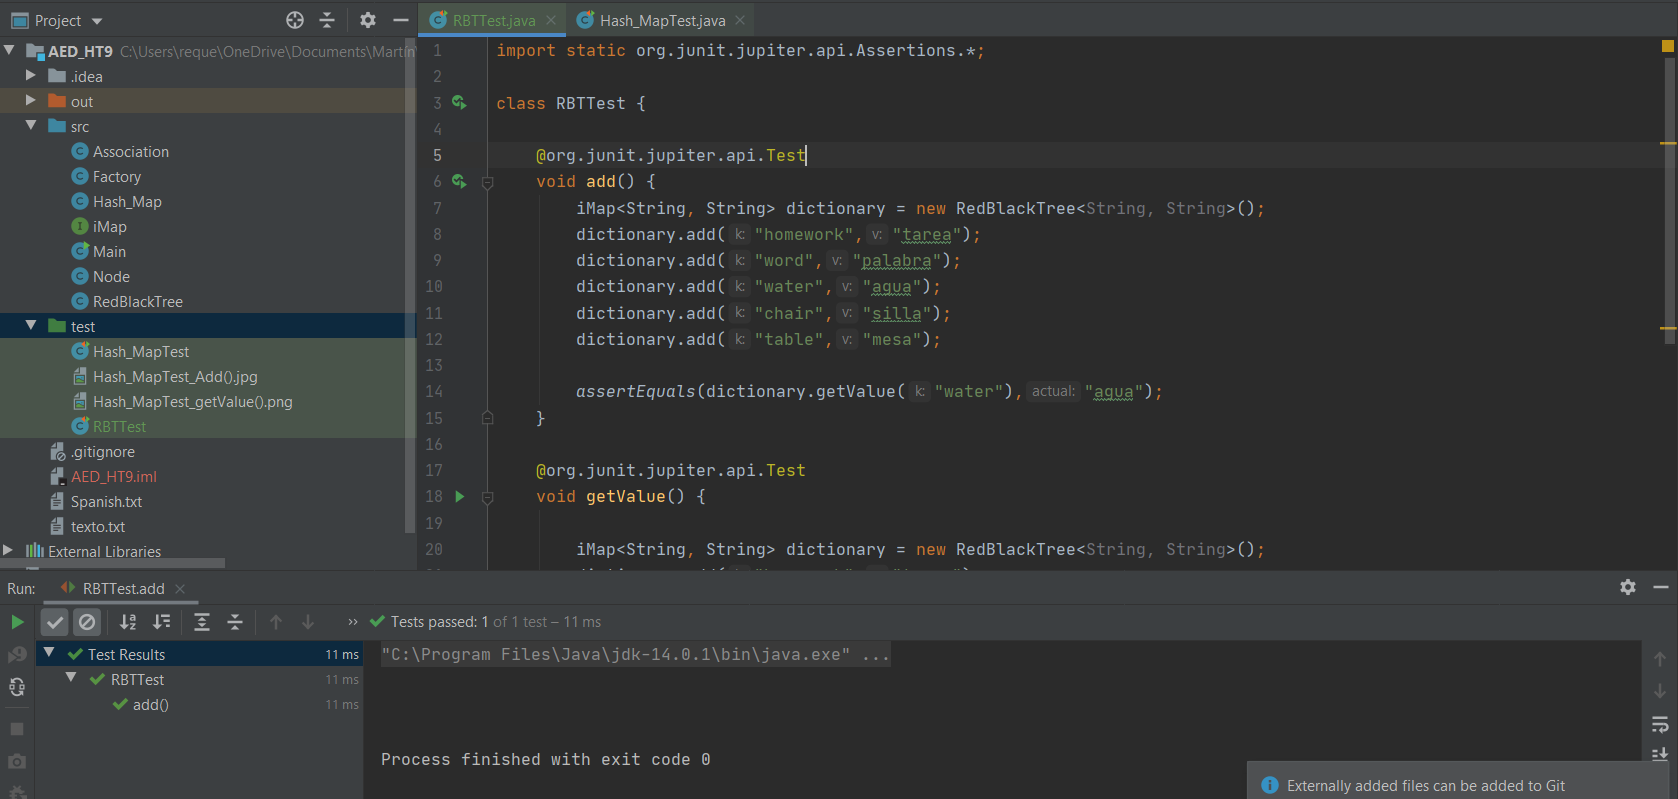 Project
RBTTest.java
Hash_MapTest.java
AED_HT9 C:\Users\reque\OneDrive\Documents\Martin
.idea
out
src
Association
Factory
Hash_Map
iMap
Main
Node
RedBlackTree
test
Hash_MapTest
Hash_MapTest_Add().jpg
Hash_MapTest_getValue().png
RBTTest
.gitignore
AED_HT9.iml
Spanish.txt
texto.txt
External Libraries
1 import static org.junit.jupiter.api.Assertions.*;
2
3 class RBTTest {
4
5 @org.junit.jupiter.api.Test
6 void add() {
7 iMap<String, String> dictionary = new RedBlackTree<String, String>();
8 dictionary.add( k: "homework", v: "tarea");
9 dictionary.add( k: "word", v: "palabra");
10 dictionary.add( k: "water", v: "agua");
11 dictionary.add( k: "chair", v: "silla");
12 dictionary.add( k: "table", v: "mesa");
13
14 assertEquals(dictionary.getValue( k: "water"), actual: "agua");
15 }
16
17 @org.junit.jupiter.api.Test
18 void getValue() {
19
20 iMap<String, String> dictionary = new RedBlackTree<String, String>();
Run: RBTTest.add
Tests passed: 1 of 1 test – 11 ms
Test Results 11 ms
RBTTest 11 ms
add() 11 ms
"C:\Program Files\Java\jdk-14.0.1\bin\java.exe" ...
Process finished with exit code 0
Externally added files can be added to Git